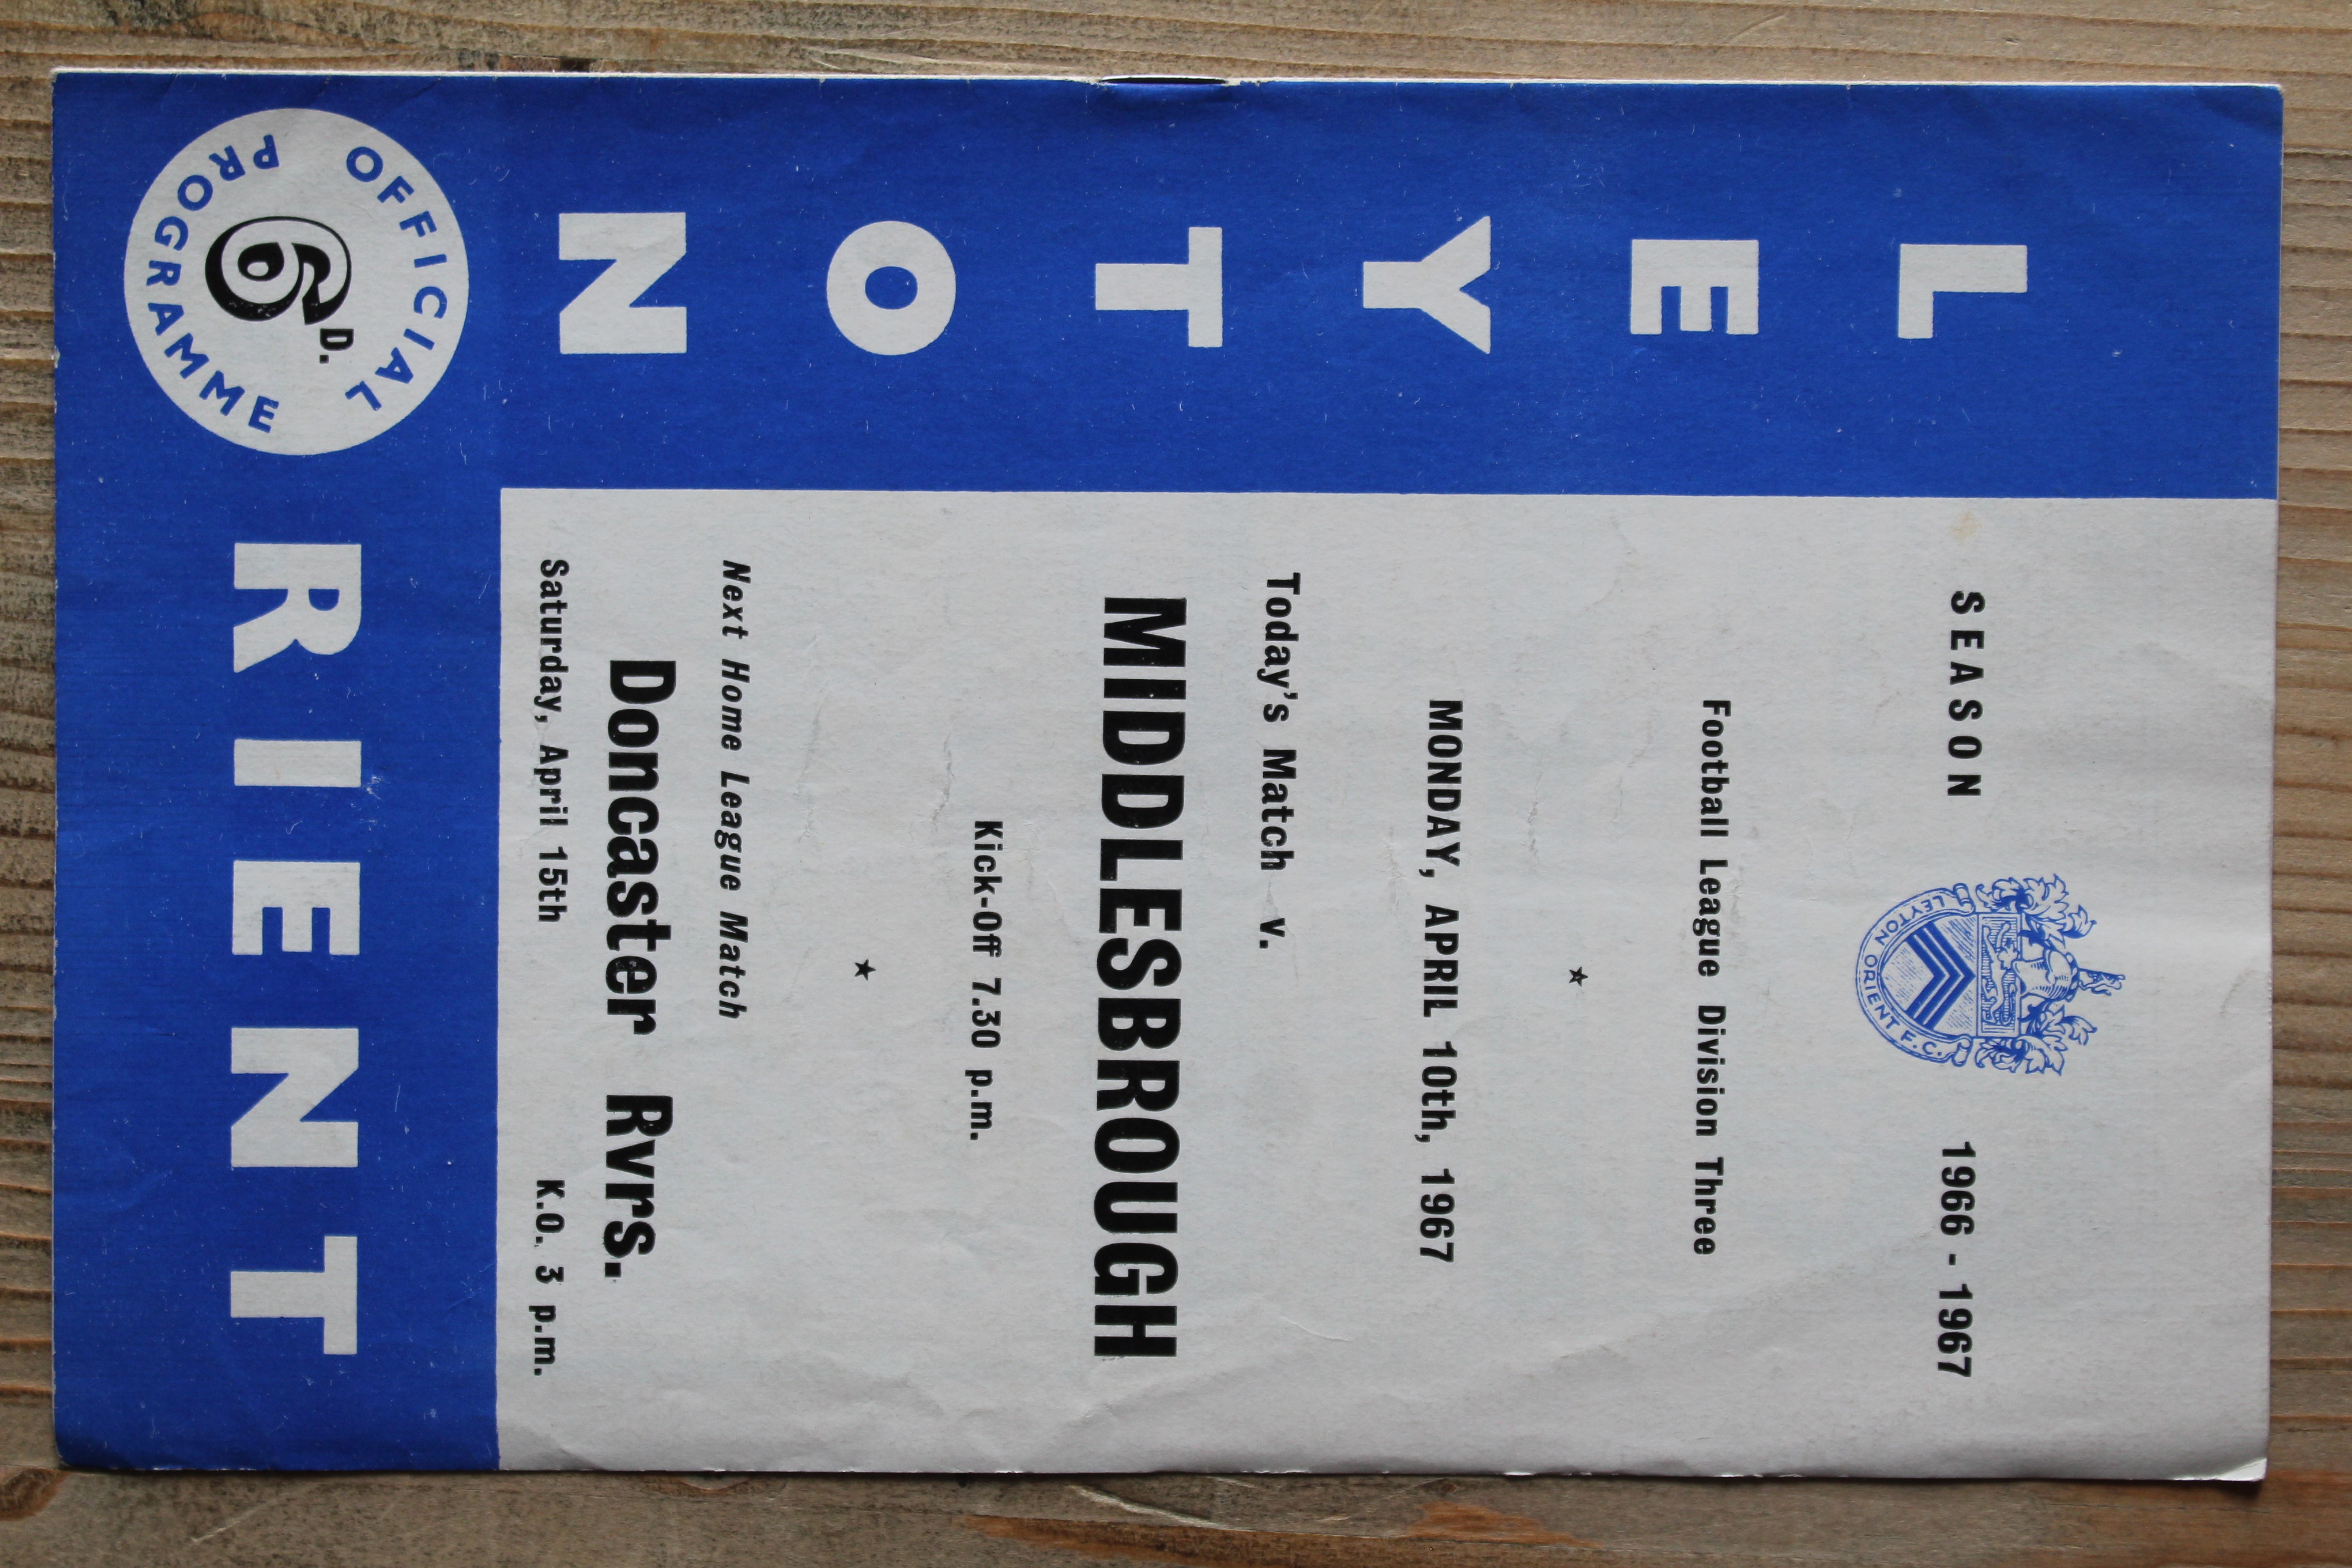 LEYTON
ORIENT
OFFICIAL
PROGRAMME
6D.
SEASON 1966 - 1967
LEYTON ORIENT F.C.
Football League Division Three
★
MONDAY, APRIL 10th, 1967
Today's Match v.
MIDDLESBROUGH
Kick-Off 7.30 p.m.
★
Next Home League Match
Doncaster Rvrs.
Saturday, April 15th K.O. 3 p.m.